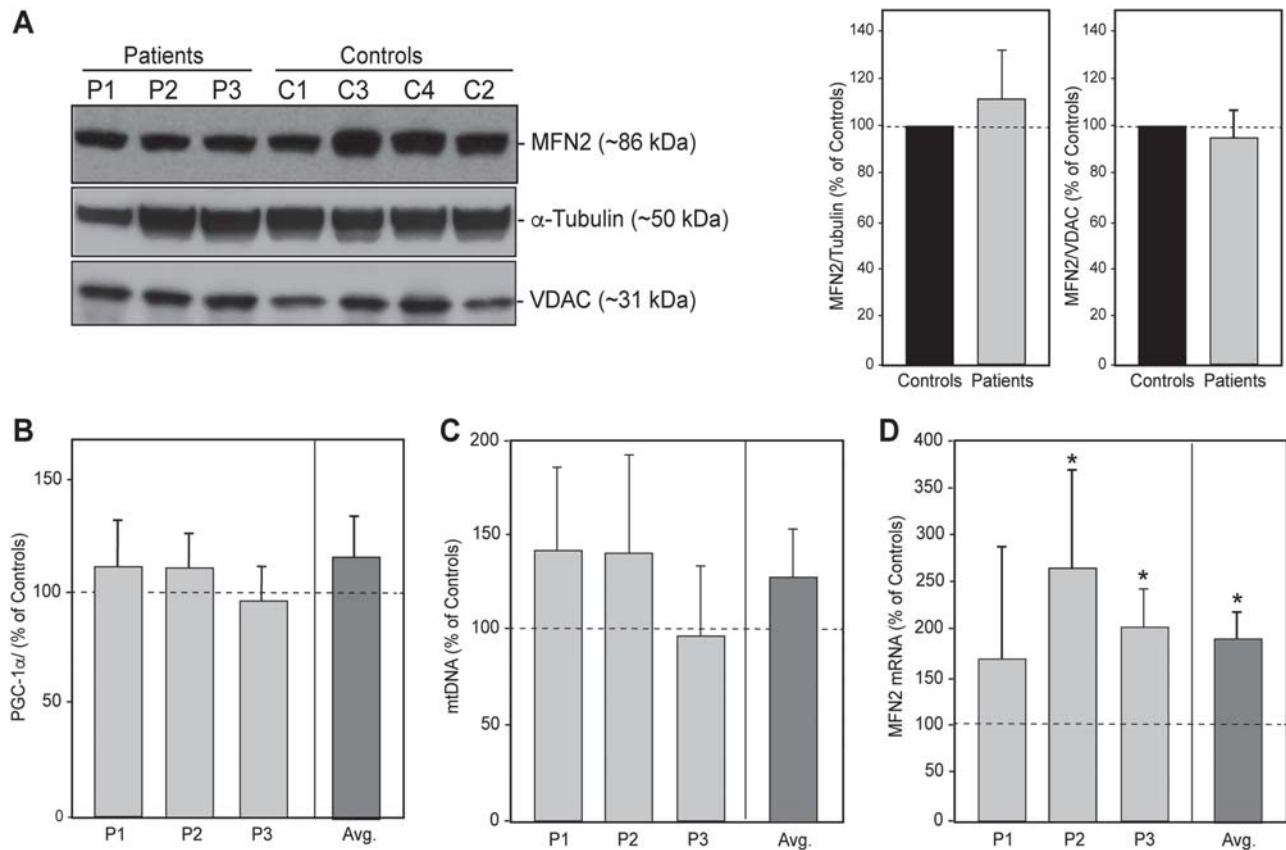 A
Patients Controls
P1 P2 P3 C1 C3 C4 C2
MFN2 (~86 kDa)
α-Tubulin (~50 kDa)
VDAC (~31 kDa)
MFN2/Tubulin (% of Controls)
140
120
100
80
60
40
20
0
Controls Patients
MFN2/VDAC (% of Controls)
140
120
100
80
60
40
20
0
Controls Patients
B
PGC-1α/ (% of Controls)
150
100
50
0
P1 P2 P3 Avg.
C
mtDNA (% of Controls)
200
150
100
50
0
P1 P2 P3 Avg.
D
MFN2 mRNA (% of Controls)
400
350
300
250
200
150
100
50
0
* * *
P1 P2 P3 Avg.